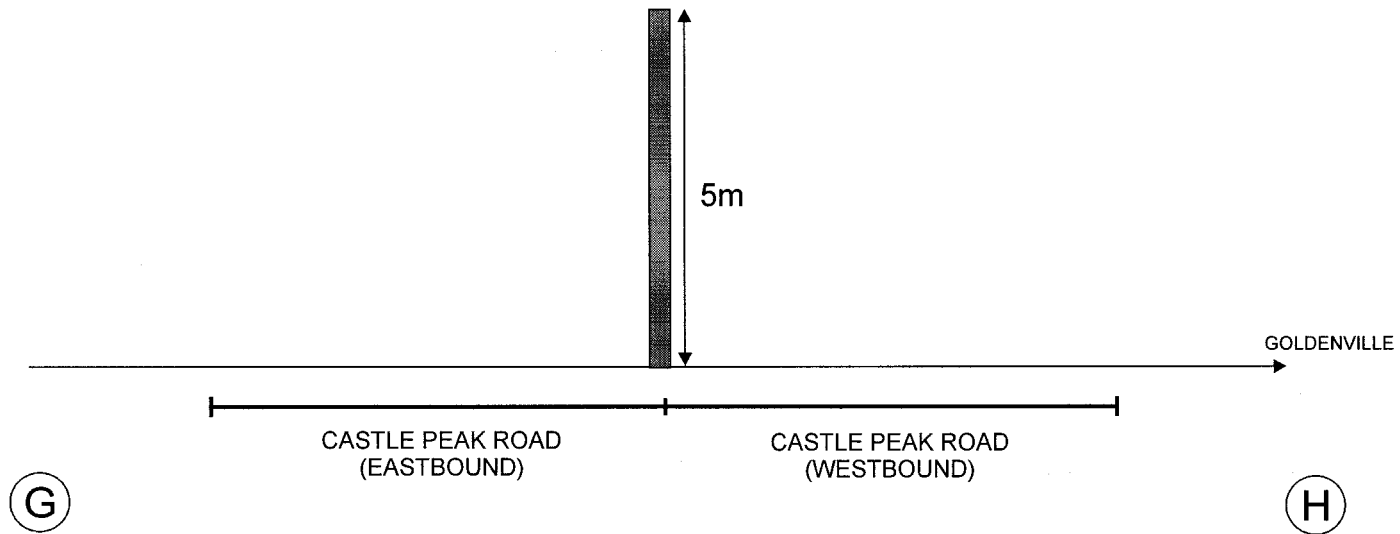 5m
GOLDENVILLE
CASTLE PEAK ROAD
(EASTBOUND)
CASTLE PEAK ROAD
(WESTBOUND)
G
H